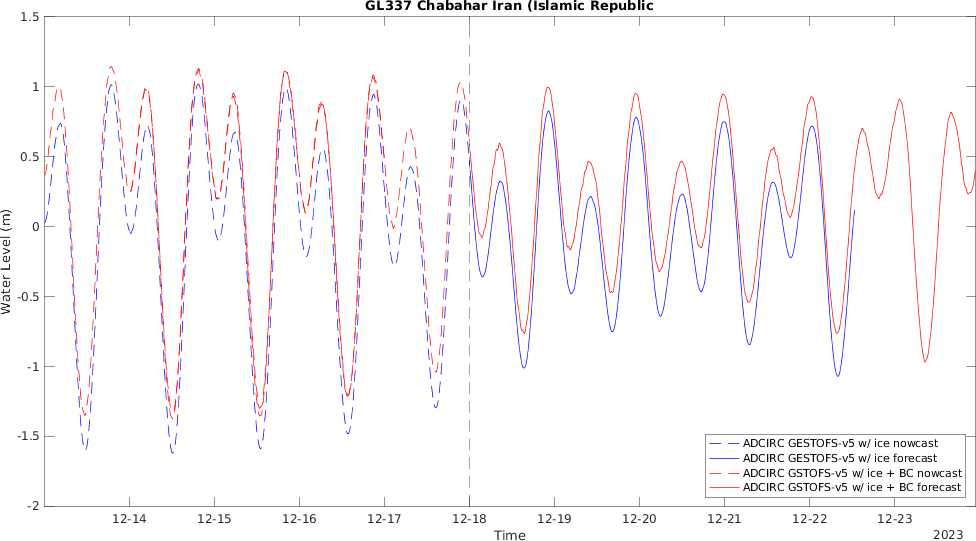 GL337 Chabahar Iran (Islamic Republic
1.5
1
0.5
0
-0.5
-1
-1.5
-2
Water Level (m)
12-14
12-15
12-16
12-17
12-18
12-19
12-20
12-21
12-22
12-23
Time
2023
ADCIRC GESTOFS-v5 w/ ice nowcast
ADCIRC GESTOFS-v5 w/ ice forecast
ADCIRC GSTOFS-v5 w/ ice + BC nowcast
ADCIRC GSTOFS-v5 w/ ice + BC forecast